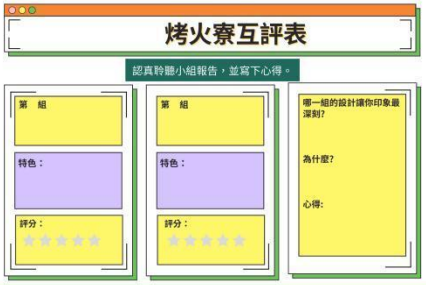 烤火寮互評表
認真聆聽小組報告，並寫下心得。
第　組
特色：
評分：
第　組
特色：
評分：
哪一組的設計讓你印象最
深刻?
為什麼?
心得: